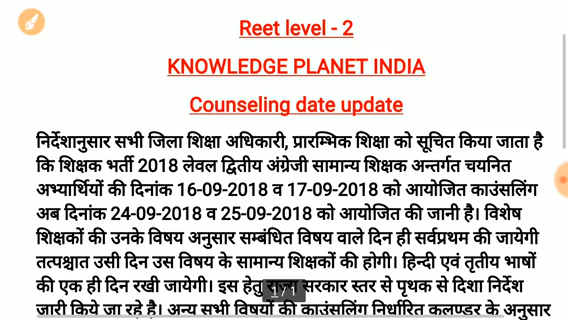 Reet level - 2
KNOWLEDGE PLANET INDIA
Counseling date update
निर्देशानुसार सभी जिला शिक्षा अधिकारी, प्रारम्भिक शिक्षा को सूचित किया जाता है
कि शिक्षक भर्ती 2018 लेवल द्वितीय अंग्रेजी सामान्य शिक्षक अन्तर्गत चयनित
अभ्यार्थियों की दिनांक 16-09-2018 व 17-09-2018 को आयोजित काउंसलिंग
अब दिनांक 24-09-2018 व 25-09-2018 को आयोजित की जानी है। विशेष
शिक्षकों की उनके विषय अनुसार सम्बंधित विषय वाले दिन ही सर्वप्रथम की जायेगी
तत्पश्चात उसी दिन उस विषय के सामान्य शिक्षकों की होगी। हिन्दी एवं तृतीय भाषों
की एक ही दिन रखी जायेगी। इस हेतु राज्य सरकार स्तर से पृथक से दिशा निर्देश
1/1
जारी किये जा रहे है। अन्य सभी विषयों की काउंसलिंग निर्धारित कलण्डर के अनुसार